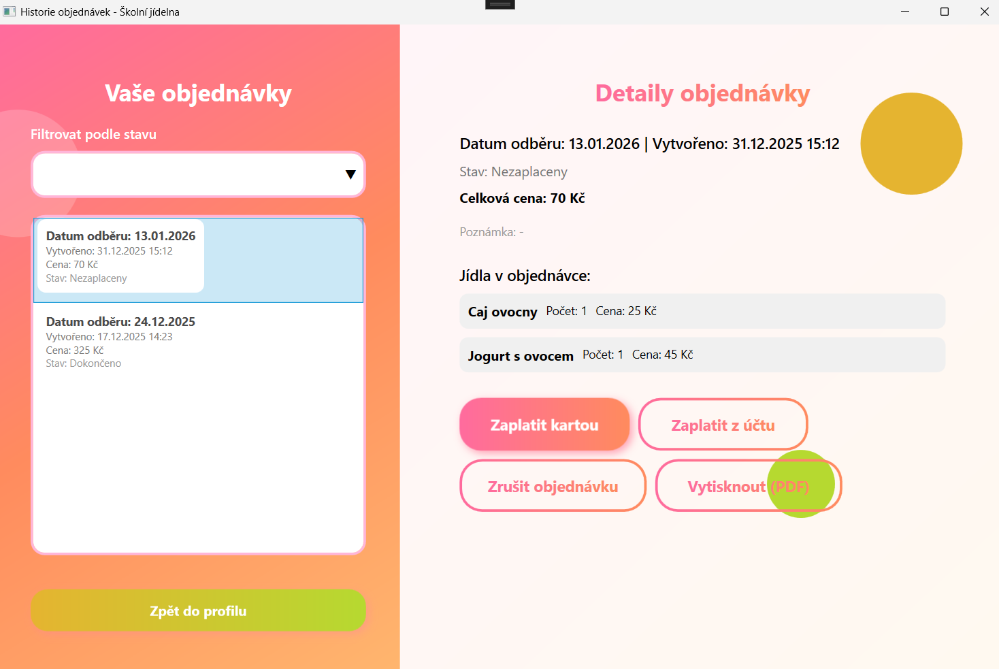 Historie objednávek - Školní jídelna
Vaše objednávky
Filtrovat podle stavu
▼
Datum odběru: 13.01.2026
Vytvořeno: 31.12.2025 15:12
Cena: 70 Kč
Stav: Nezaplaceny
Datum odběru: 24.12.2025
Vytvořeno: 17.12.2025 14:23
Cena: 325 Kč
Stav: Dokončeno
Zpět do profilu
Detaily objednávky
Datum odběru: 13.01.2026 | Vytvořeno: 31.12.2025 15:12
Stav: Nezaplaceny
Celková cena: 70 Kč
Poznámka: -
Jídla v objednávce:
Caj ovocny Počet: 1 Cena: 25 Kč
Jogurt s ovocem Počet: 1 Cena: 45 Kč
Zaplatit kartou
Zaplatit z účtu
Zrušit objednávku
Vytisknout (PDF)